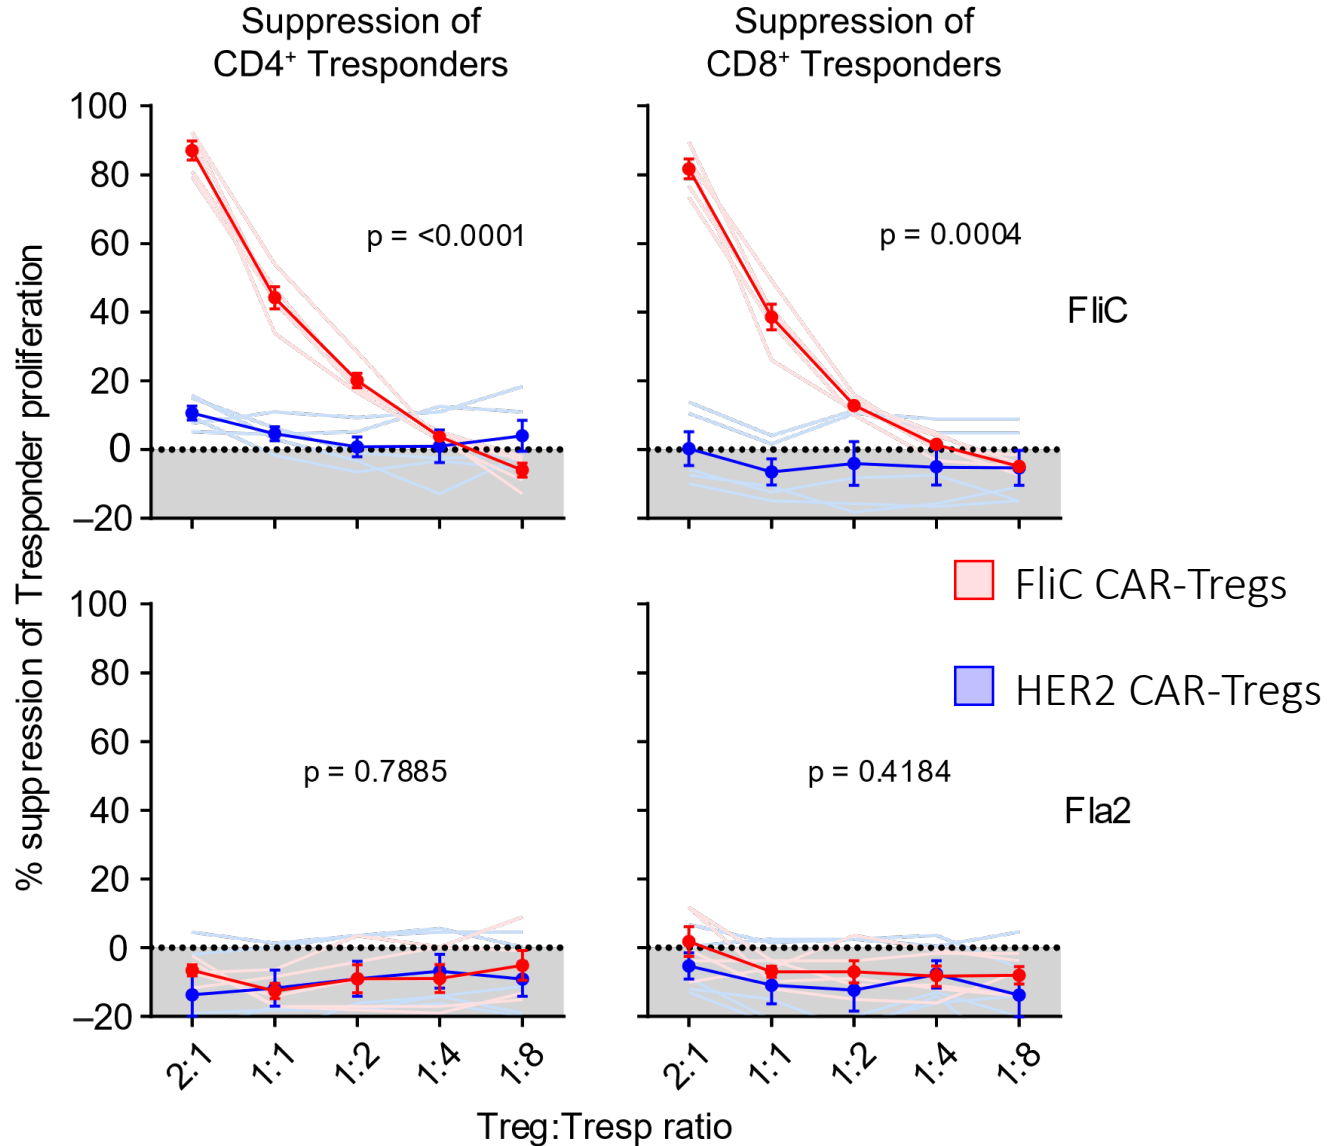 Suppression of
CD4⁺ Tresponders
Suppression of
CD8⁺ Tresponders
% suppression of Tresponder proliferation
100
80
60
40
20
0
–20
p = <0.0001
p = 0.0004
FliC
FliC CAR-Tregs
HER2 CAR-Tregs
100
80
60
40
20
0
–20
p = 0.7885
p = 0.4184
Fla2
2:1
1:1
1:2
1:4
1:8
2:1
1:1
1:2
1:4
1:8
Treg:Tresp ratio